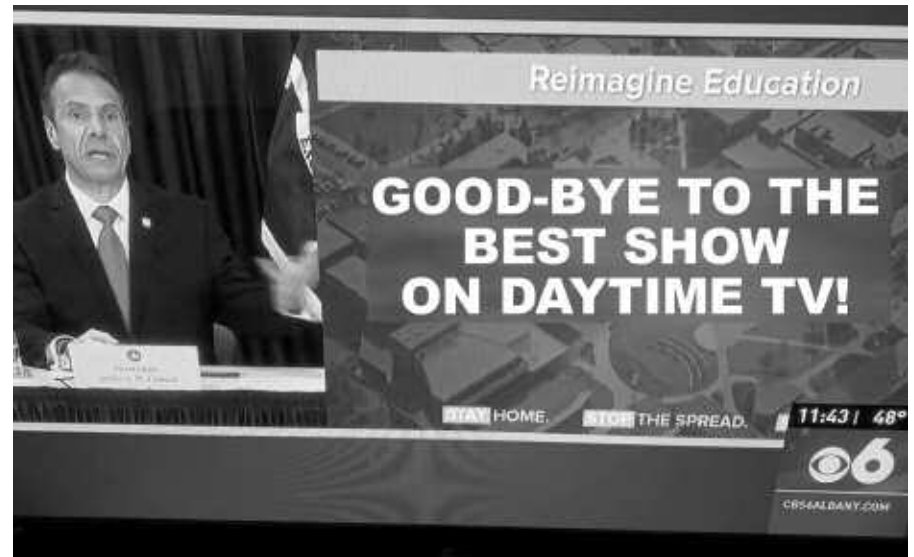 Reimagine Education
GOOD-BYE TO THE
BEST SHOW
ON DAYTIME TV!
STAY HOME. STOP THE SPREAD.
11:43 | 48°
6
CBS6ALBANY.COM